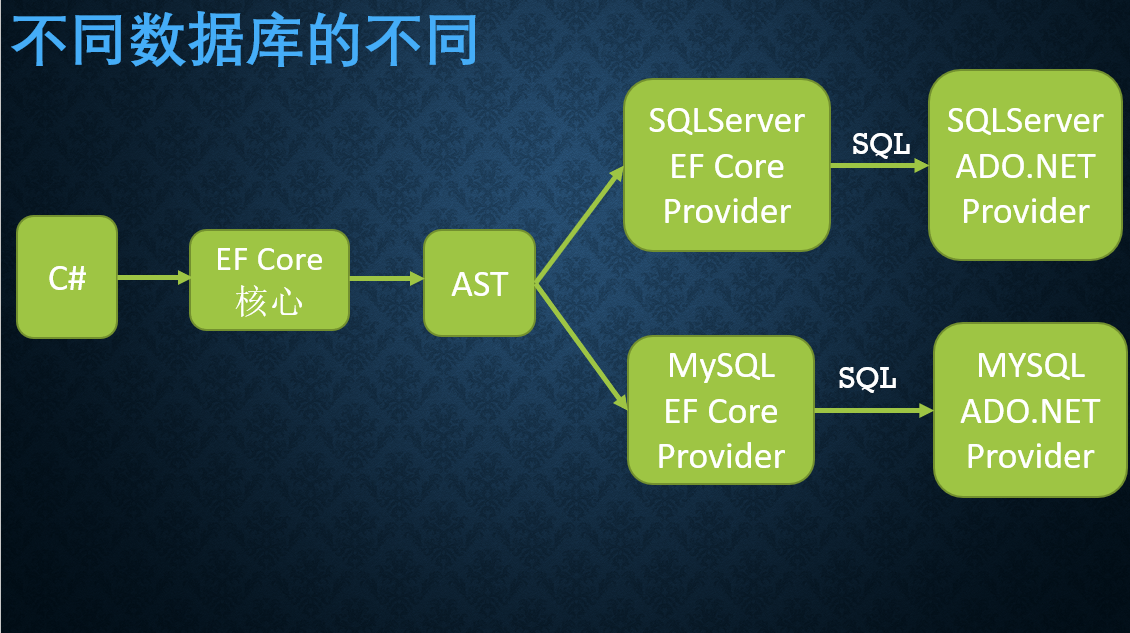 不同数据库的不同
C#
EF Core
核心
AST
SQLServer
EF Core
Provider
SQL
SQLServer
ADO.NET
Provider
MySQL
EF Core
Provider
SQL
MYSQL
ADO.NET
Provider